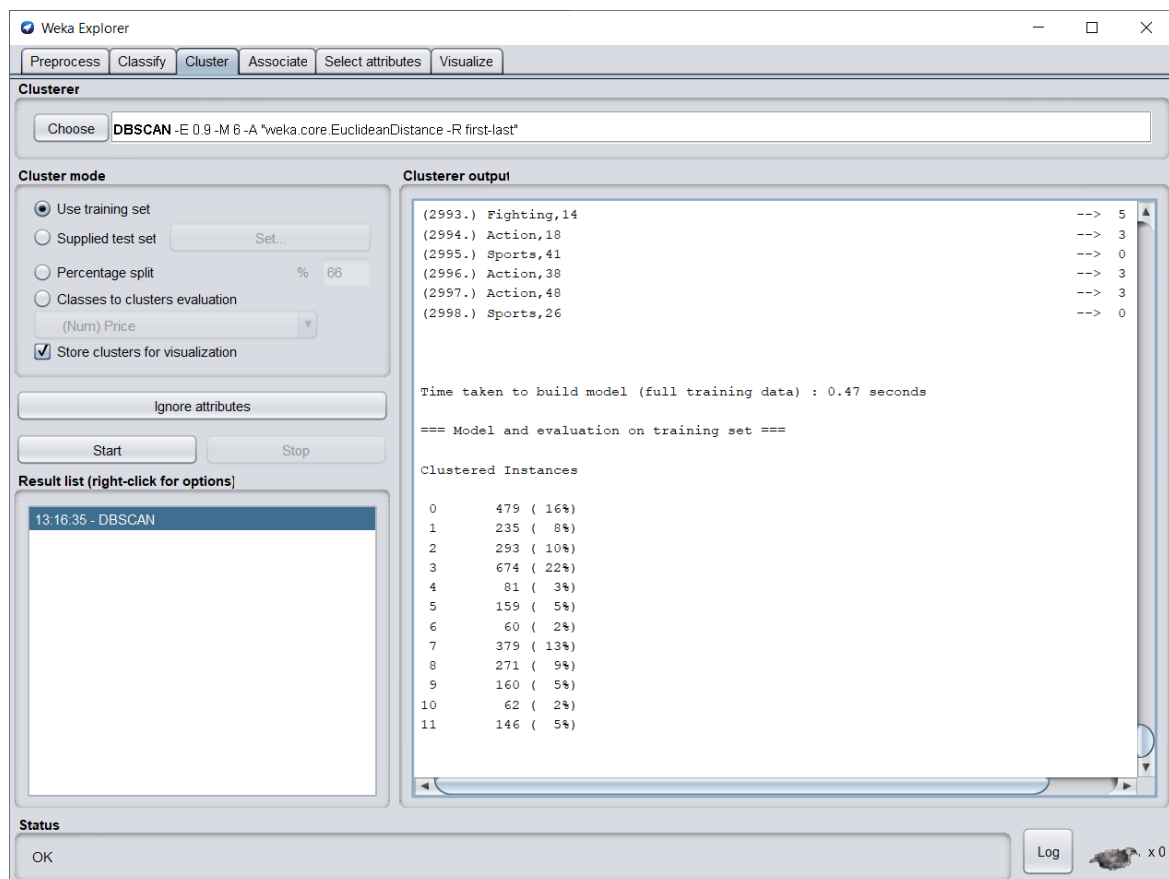 Weka Explorer
Preprocess Classify Cluster Associate Select attributes Visualize
Clusterer
Choose DBSCAN -E 0.9 -M 6 -A "weka.core.EuclideanDistance -R first-last"
Cluster mode
Use training set
Supplied test set Set...
Percentage split % 66
Classes to clusters evaluation
(Num) Price
Store clusters for visualization
Ignore attributes
Start Stop
Result list (right-click for options)
13:16:35 - DBSCAN
Clusterer output
(2993.) Fighting,14 --> 5
(2994.) Action,18 --> 3
(2995.) Sports,41 --> 0
(2996.) Action,38 --> 3
(2997.) Action,48 --> 3
(2998.) Sports,26 --> 0
Time taken to build model (full training data) : 0.47 seconds
=== Model and evaluation on training set ===
Clustered Instances
0 479 ( 16%)
1 235 ( 8%)
2 293 ( 10%)
3 674 ( 22%)
4 81 ( 3%)
5 159 ( 5%)
6 60 ( 2%)
7 379 ( 13%)
8 271 ( 9%)
9 160 ( 5%)
10 62 ( 2%)
11 146 ( 5%)
Status
OK
Log x 0